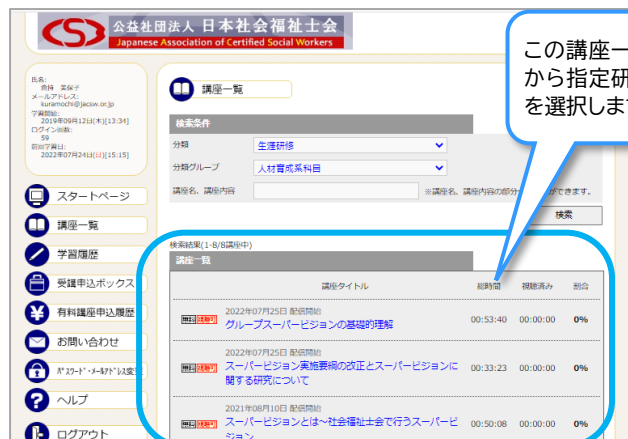 公益社団法人 日本社会福祉士会
Japanese Association of Certified Social Workers
この講座一
から指定研
を選択しま
氏名:
倉持 美保子
メールアドレス:
kuramochi@jacsw.or.jp
学習開始:
2019年09月12日(木)[13:34]
ログイン回数:
59
前回学習日:
2022年07月24日(日)[15:15]
スタートページ
講座一覧
学習履歴
受講申込ボックス
有料講座申込履歴
お問い合わせ
ﾊﾟｽﾜｰﾄﾞ・ﾒｰﾙｱﾄﾞﾚｽ変更
ヘルプ
ログアウト
講座一覧
検索条件
分類 生涯研修
分類グループ 人材育成系科目
講座名、講座内容 ※講座名、講座内容の部分
ができます。
検索
検索結果(1-8/8講座中)
講座一覧
講座タイトル 総時間 視聴済み 割合
2022年07月25日 配信開始
グループスーパービジョンの基礎的理解 00:53:40 00:00:00 0%
2022年07月25日 配信開始
スーパービジョン実施要綱の改正とスーパービジョンに
関する研究について 00:33:23 00:00:00 0%
2021年08月10日 配信開始
スーパービジョンとは～社会福祉士会で行うスーパービ
ジョン 00:50:08 00:00:00 0%